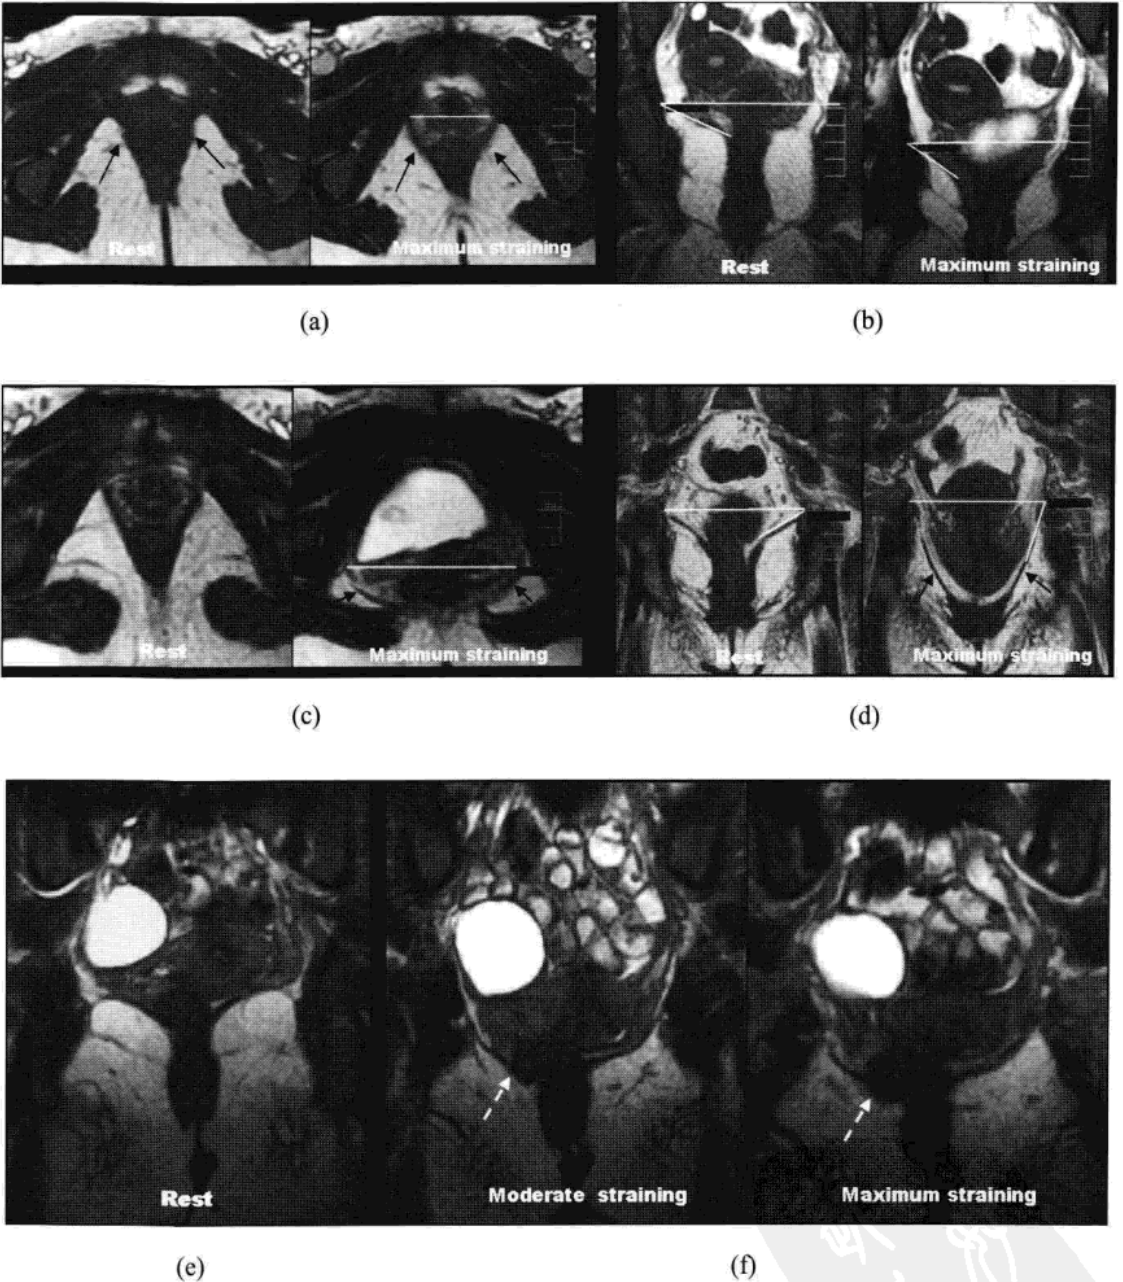 Rest
Maximum straining
Rest
Maximum straining
(a)
(b)
Rest
Maximum straining
Rest
Maximum straining
(c)
(d)
Rest
Moderate straining
Maximum straining
(e)
(f)